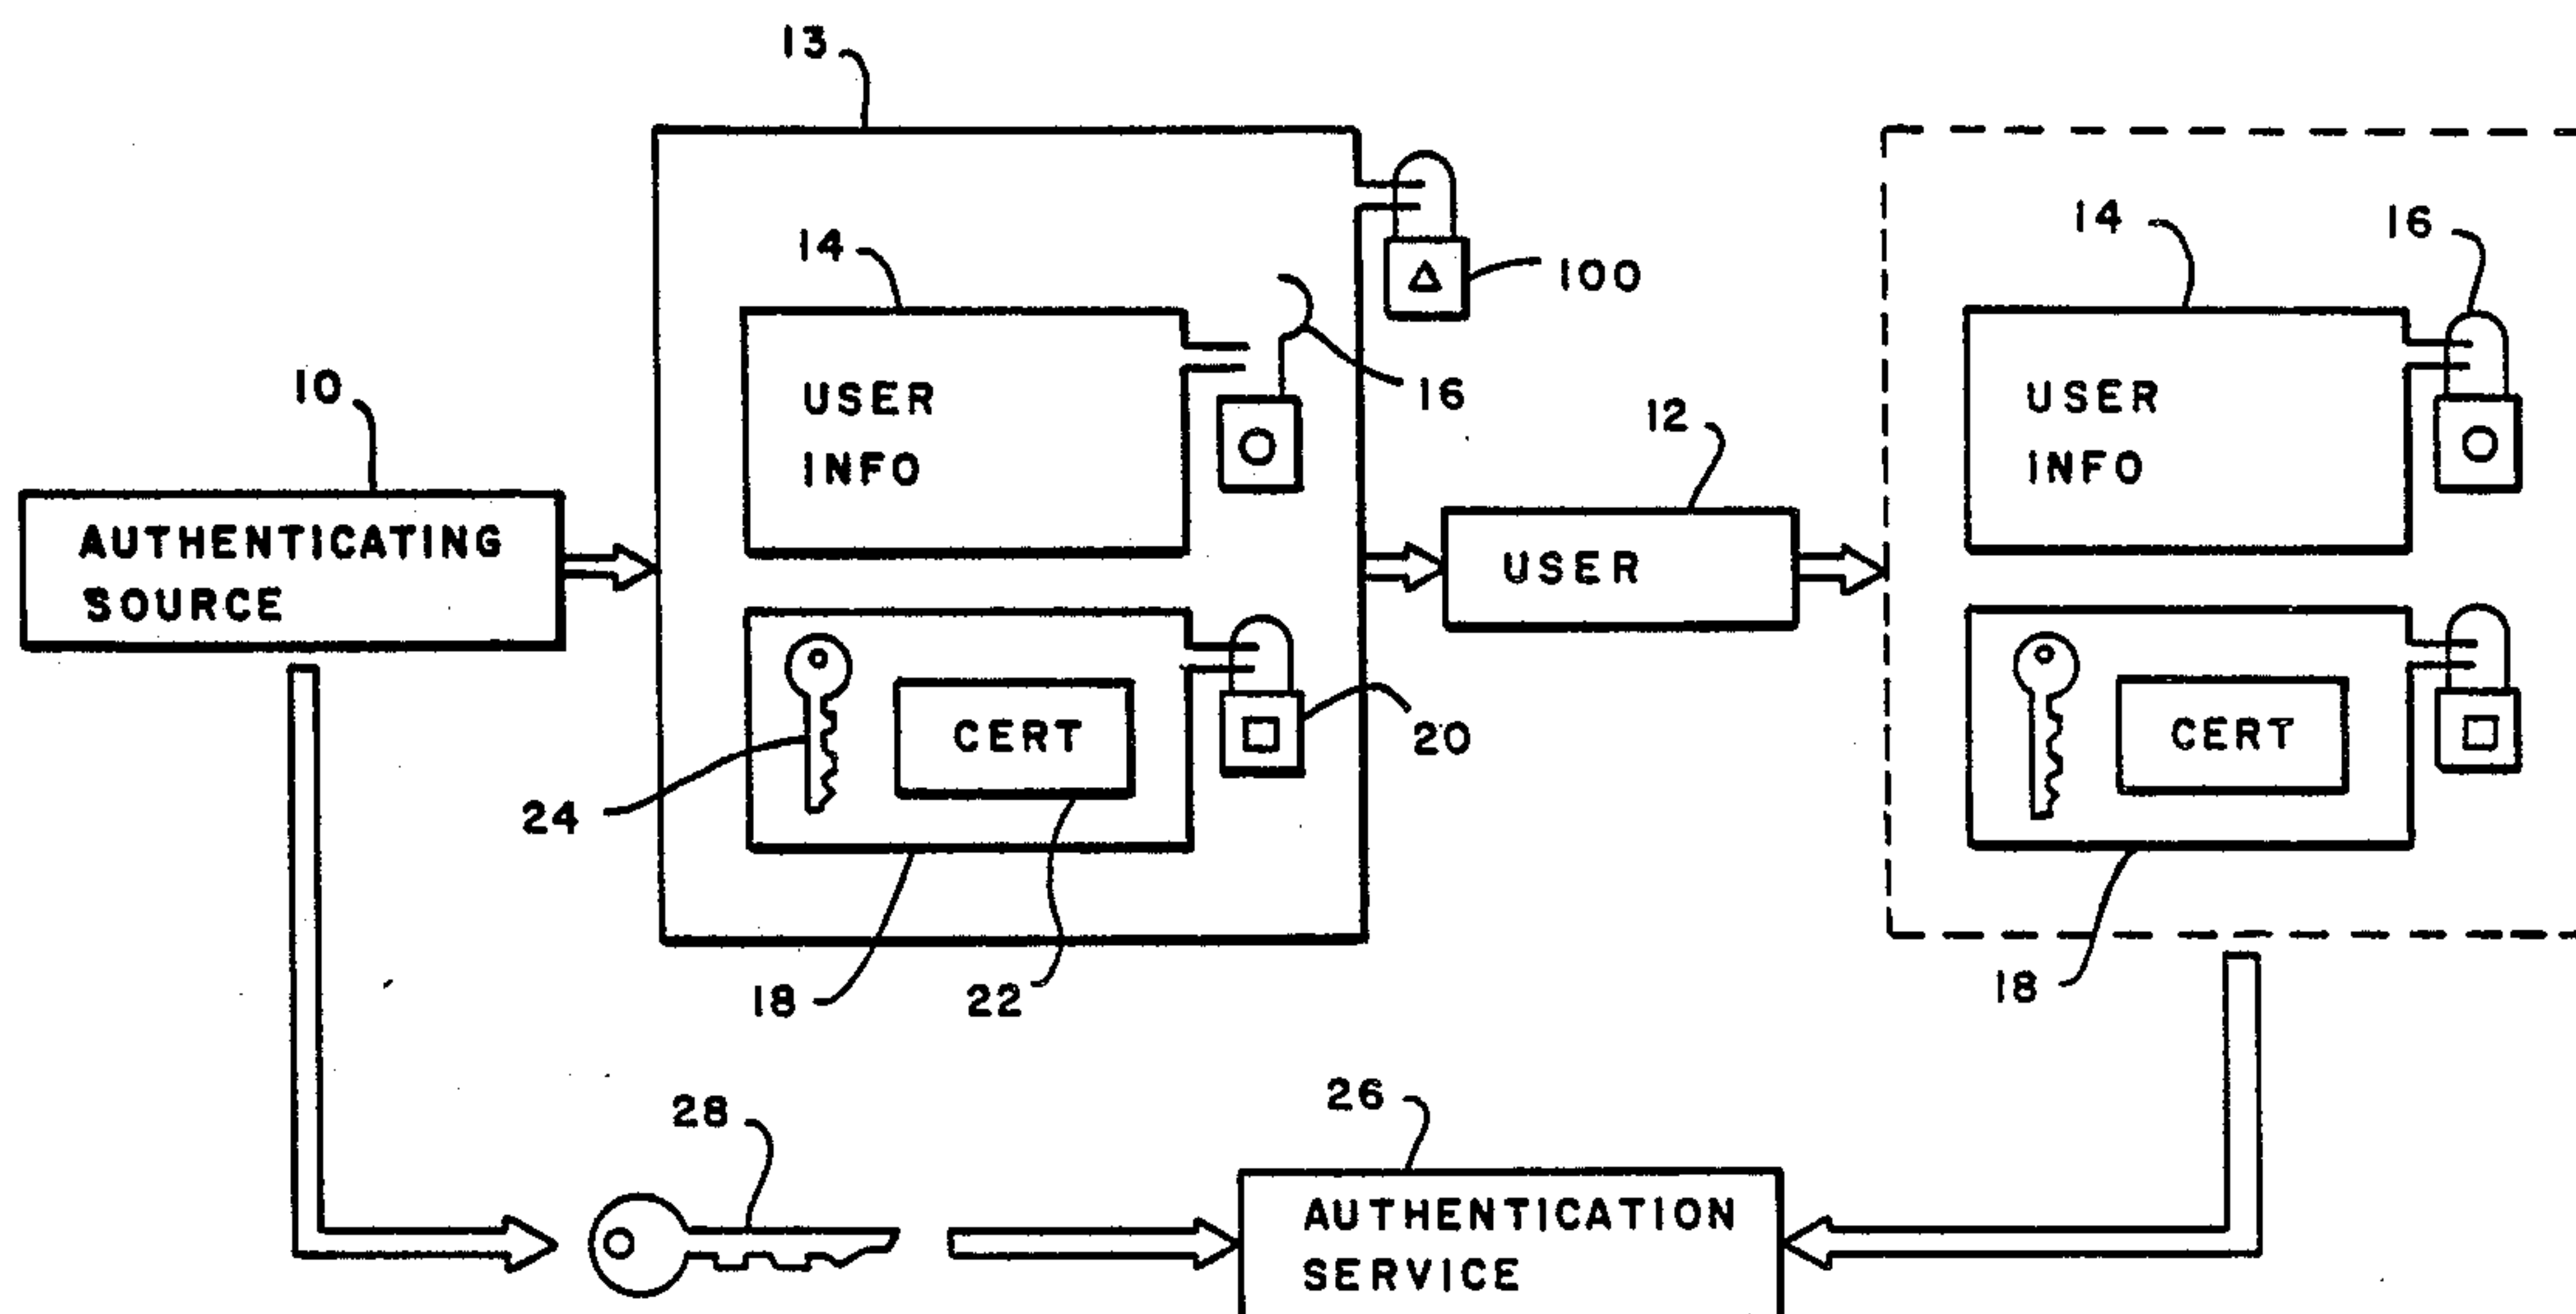 13
100
14
16
14
16
USER
INFO
10
12
USER
INFO
AUTHENTICATING
SOURCE
USER
CERT
20
CERT
24
18
22
18
28
26
AUTHENTICATION
SERVICE